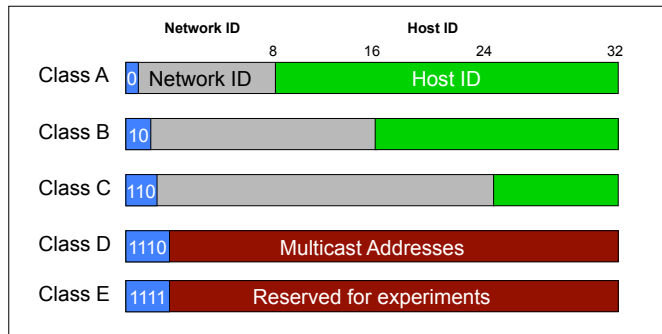 Network ID Host ID
8 16 24 32
Class A 0 Network ID Host ID
Class B 10
Class C 110
Class D 1110 Multicast Addresses
Class E 1111 Reserved for experiments